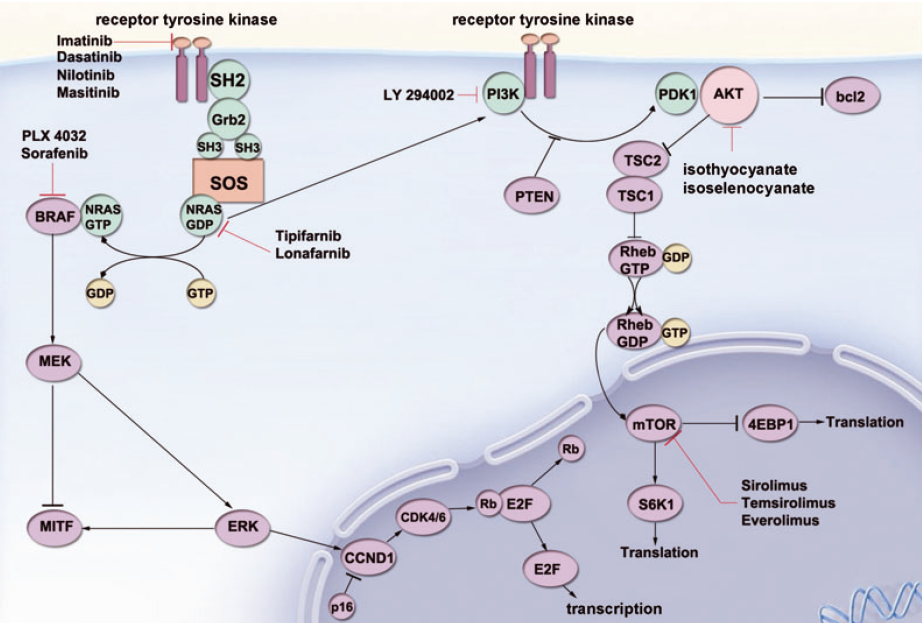 receptor tyrosine kinase
receptor tyrosine kinase
Imatinib
Dasatinib
Nilotinib
Masitinib
SH2
Grb2
SH3
SH3
SOS
NRAS
GDP
PLX 4032
Sorafenib
BRAF
NRAS
GTP
GDP
GTP
Tipifarnib
Lonafarnib
LY 294002
PI3K
PDK1
AKT
bcl2
PTEN
TSC2
TSC1
isothyocyanate
isoselenocyanate
Rheb
GTP
GDP
Rheb
GDP
GTP
MEK
MITF
ERK
mTOR
4EBP1
Translation
S6K1
Translation
Sirolimus
Temsirolimus
Everolimus
CCND1
p16
CDK4/6
Rb
E2F
Rb
E2F
transcription